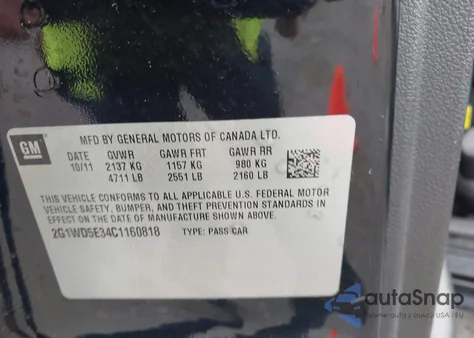 GM
MFD BY GENERAL MOTORS OF CANADA LTD.
DATE GVWR GAWR FRT GAWR RR
10/11 2137 KG 1157 KG 980 KG
4711 LB 2551 LB 2160 LB
THIS VEHICLE CONFORMS TO ALL APPLICABLE U.S. FEDERAL MOTOR
VEHICLE SAFETY, BUMPER, AND THEFT PREVENTION STANDARDS IN
EFFECT ON THE DATE OF MANUFACTURE SHOWN ABOVE.
2G1WD5E34C1160818 TYPE: PASS CAR
autoSnap